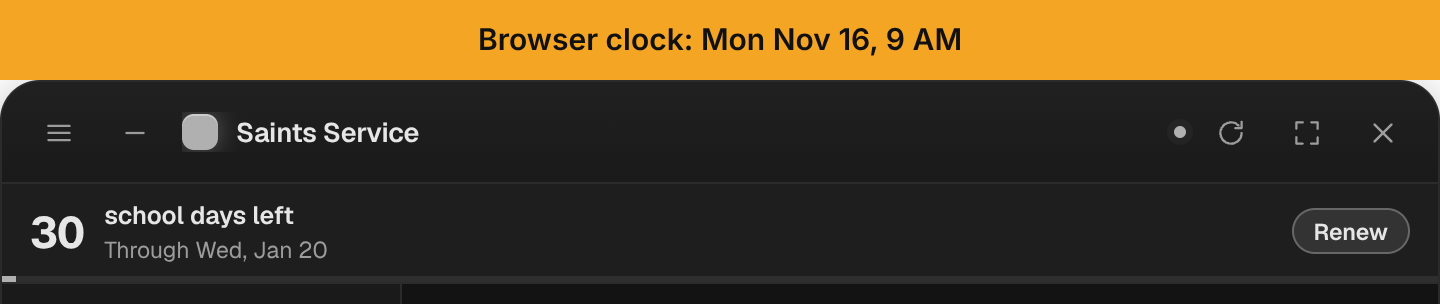 Browser clock: Mon Nov 16, 9 AM
Saints Service
30
school days left
Through Wed, Jan 20
Renew